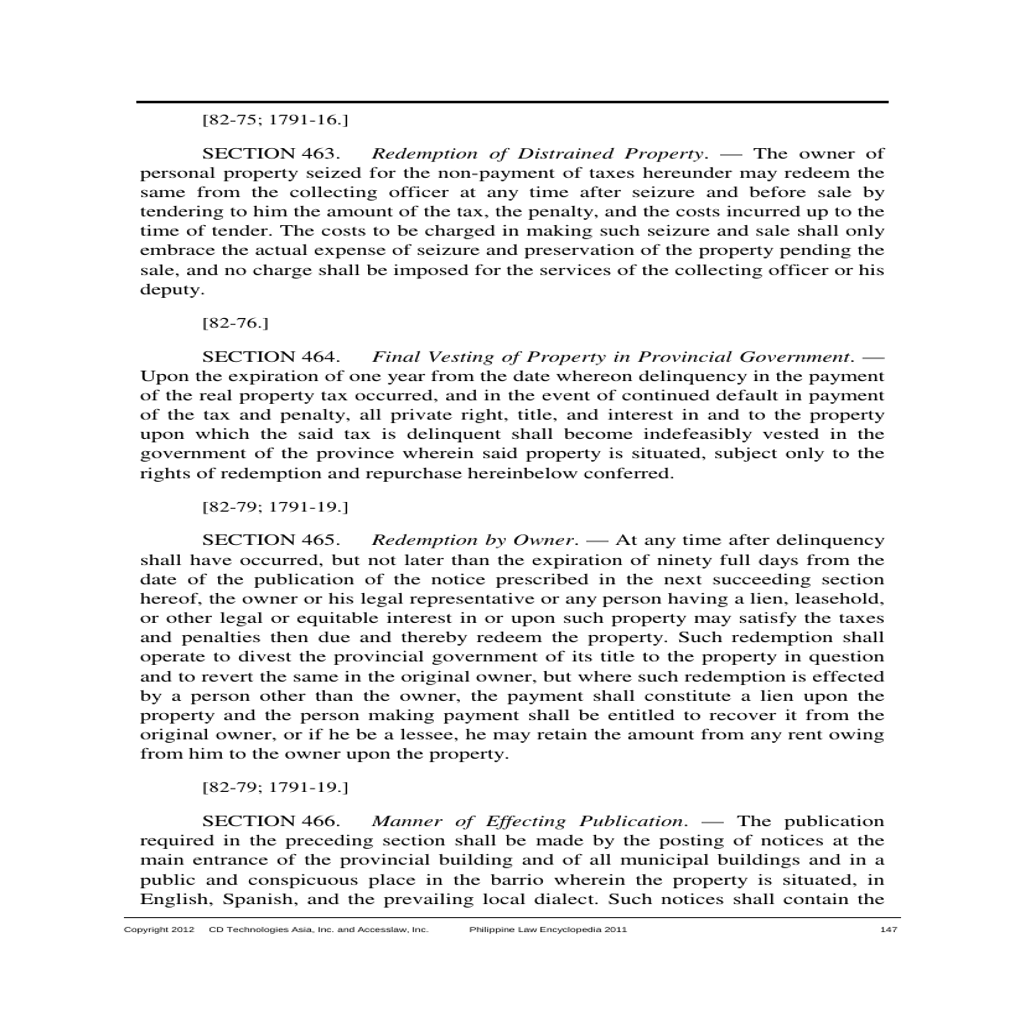 [82-75; 1791-16.]
SECTION 463. Redemption of Distrained Property. — The owner of
personal property seized for the non-payment of taxes hereunder may redeem the
same from the collecting officer at any time after seizure and before sale by
tendering to him the amount of the tax, the penalty, and the costs incurred up to the
time of tender. The costs to be charged in making such seizure and sale shall only
embrace the actual expense of seizure and preservation of the property pending the
sale, and no charge shall be imposed for the services of the collecting officer or his
deputy.
[82-76.]
SECTION 464. Final Vesting of Property in Provincial Government. —
Upon the expiration of one year from the date whereon delinquency in the payment
of the real property tax occurred, and in the event of continued default in payment
of the tax and penalty, all private right, title, and interest in and to the property
upon which the said tax is delinquent shall become indefeasibly vested in the
government of the province wherein said property is situated, subject only to the
rights of redemption and repurchase hereinbelow conferred.
[82-79; 1791-19.]
SECTION 465. Redemption by Owner. — At any time after delinquency
shall have occurred, but not later than the expiration of ninety full days from the
date of the publication of the notice prescribed in the next succeeding section
hereof, the owner or his legal representative or any person having a lien, leasehold,
or other legal or equitable interest in or upon such property may satisfy the taxes
and penalties then due and thereby redeem the property. Such redemption shall
operate to divest the provincial government of its title to the property in question
and to revert the same in the original owner, but where such redemption is effected
by a person other than the owner, the payment shall constitute a lien upon the
property and the person making payment shall be entitled to recover it from the
original owner, or if he be a lessee, he may retain the amount from any rent owing
from him to the owner upon the property.
[82-79; 1791-19.]
SECTION 466. Manner of Effecting Publication. — The publication
required in the preceding section shall be made by the posting of notices at the
main entrance of the provincial building and of all municipal buildings and in a
public and conspicuous place in the barrio wherein the property is situated, in
English, Spanish, and the prevailing local dialect. Such notices shall contain the
Copyright 2012 CD Technologies Asia, Inc. and Accesslaw, Inc. Philippine Law Encyclopedia 2011 147